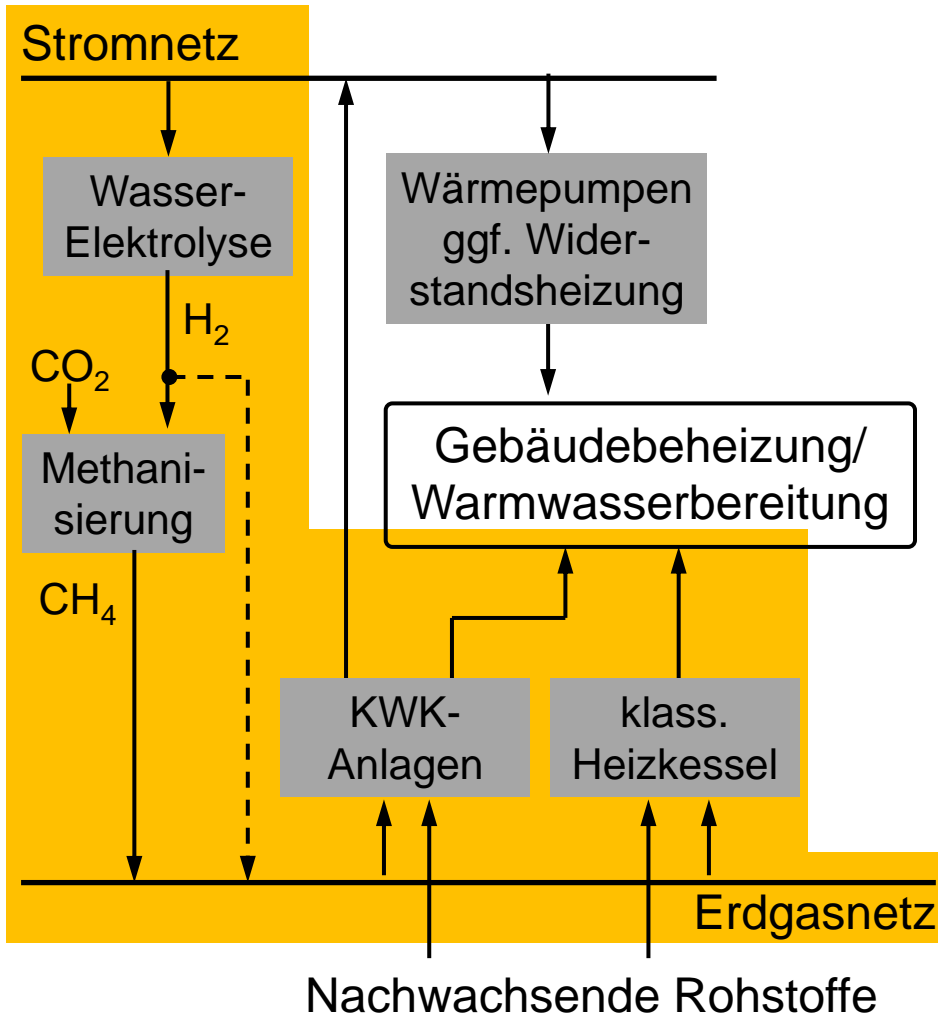 Stromnetz
Wasser-
Elektrolyse
Wärmepumpen
ggf. Wider-
standsheizung
H₂
CO₂
Methani-
sierung
Gebäudebeheizung/
Warmwasserbereitung
CH₄
KWK-
Anlagen
klass.
Heizkessel
Erdgasnetz
Nachwachsende Rohstoffe